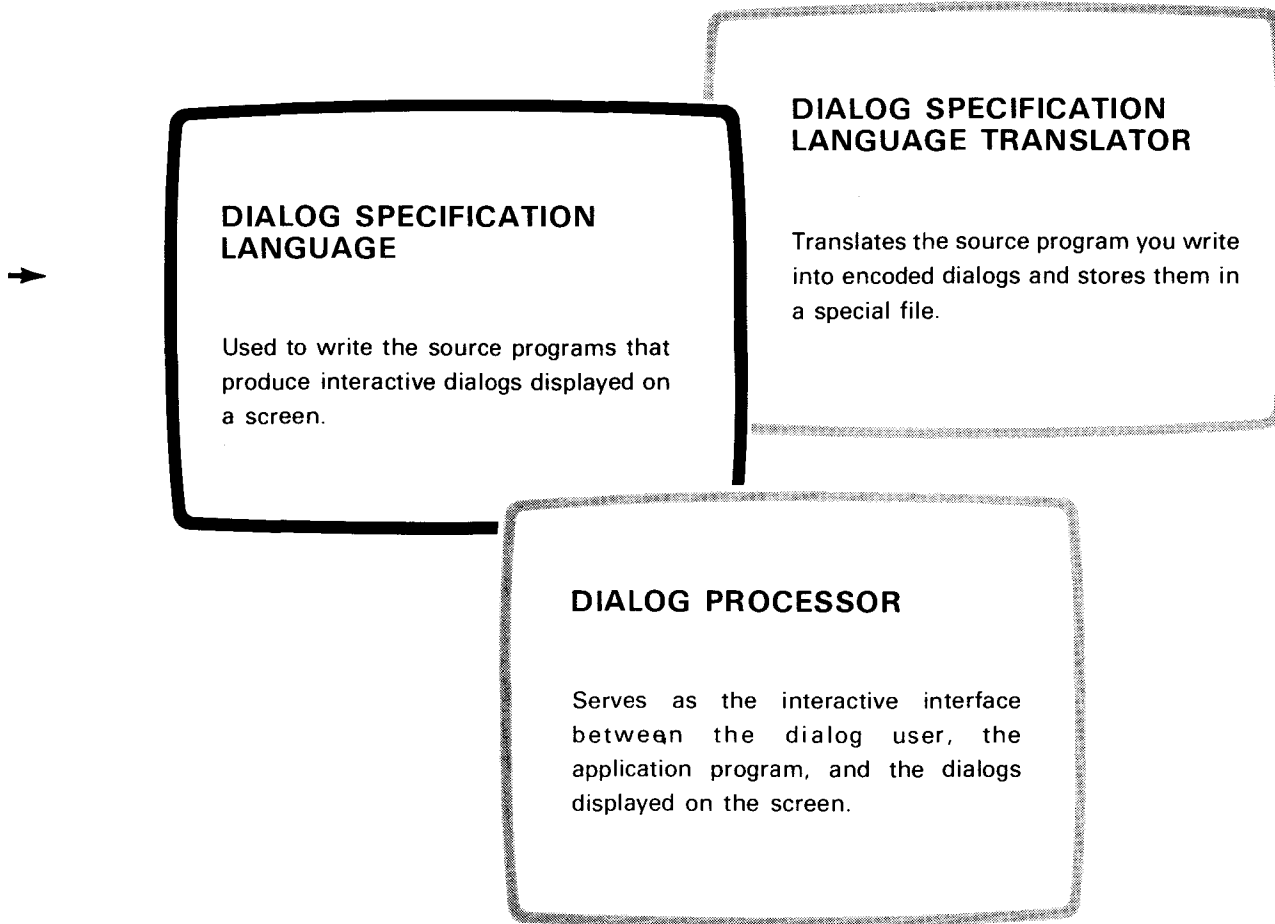 DIALOG SPECIFICATION
LANGUAGE TRANSLATOR
Translates the source program you write
into encoded dialogs and stores them in
a special file.
DIALOG SPECIFICATION
LANGUAGE
Used to write the source programs that
produce interactive dialogs displayed on
a screen.
DIALOG PROCESSOR
Serves as the interactive interface
between the dialog user, the
application program, and the dialogs
displayed on the screen.